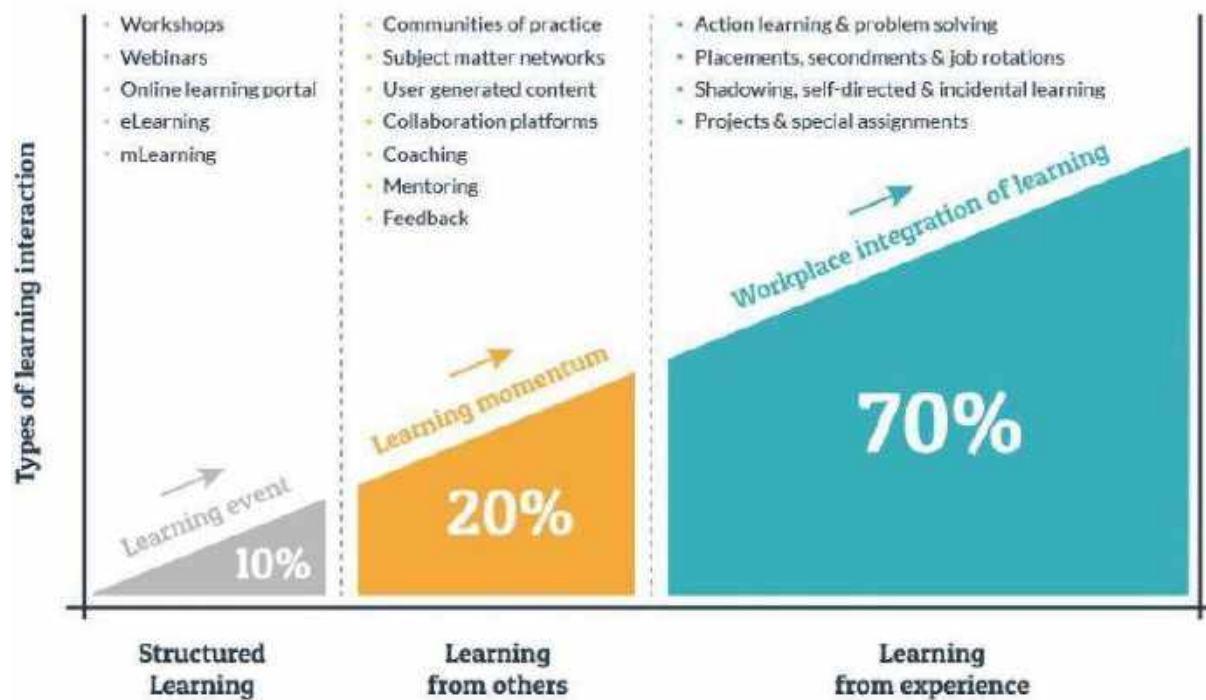 Types of learning interaction
Workshops
Webinars
Online learning portal
eLearning
mLearning
Communities of practice
Subject matter networks
User generated content
Collaboration platforms
Coaching
Mentoring
Feedback
Action learning & problem solving
Placements, secondments & job rotations
Shadowing, self-directed & incidental learning
Projects & special assignments
Learning event
10%
Learning momentum
20%
Workplace integration of learning
70%
Structured
Learning
Learning
from others
Learning
from experience